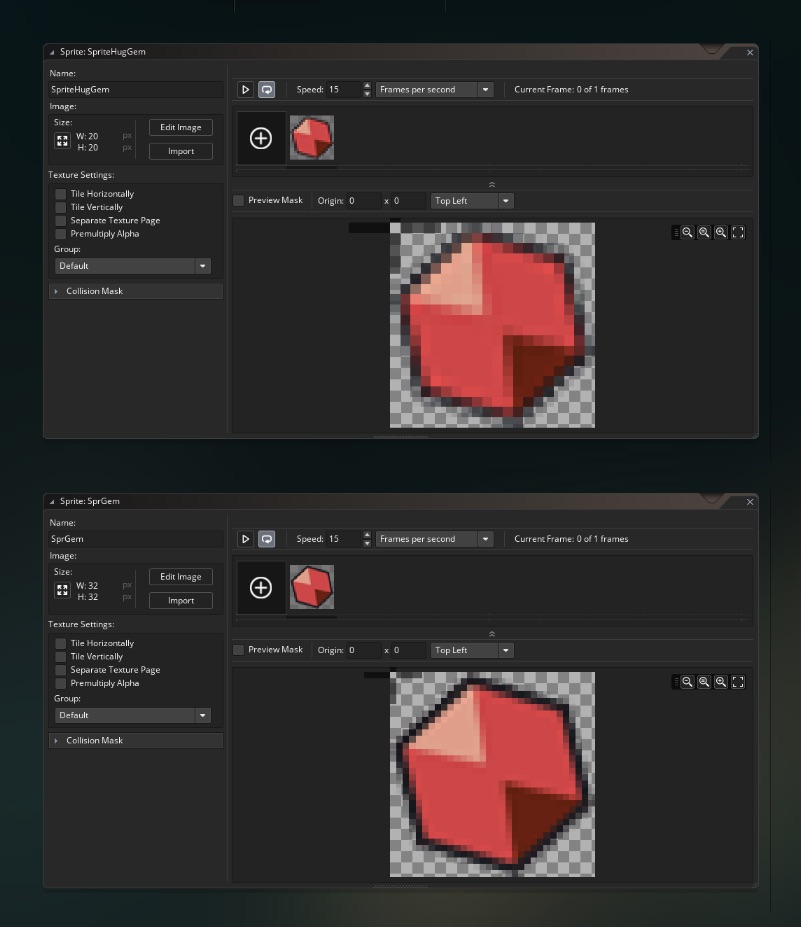 Sprite: SpriteHugGem
Name:
SpriteHugGem
Image:
Size:
W: 20 px
H: 20 px
Edit Image
Import
Texture Settings:
Tile Horizontally
Tile Vertically
Separate Texture Page
Premultiply Alpha
Group:
Default
Collision Mask
Speed: 15 Frames per second Current Frame: 0 of 1 frames
Preview Mask Origin: 0 x 0 Top Left
Sprite: SprGem
Name:
SprGem
Image:
Size:
W: 32 px
H: 32 px
Edit Image
Import
Texture Settings:
Tile Horizontally
Tile Vertically
Separate Texture Page
Premultiply Alpha
Group:
Default
Collision Mask
Speed: 15 Frames per second Current Frame: 0 of 1 frames
Preview Mask Origin: 0 x 0 Top Left